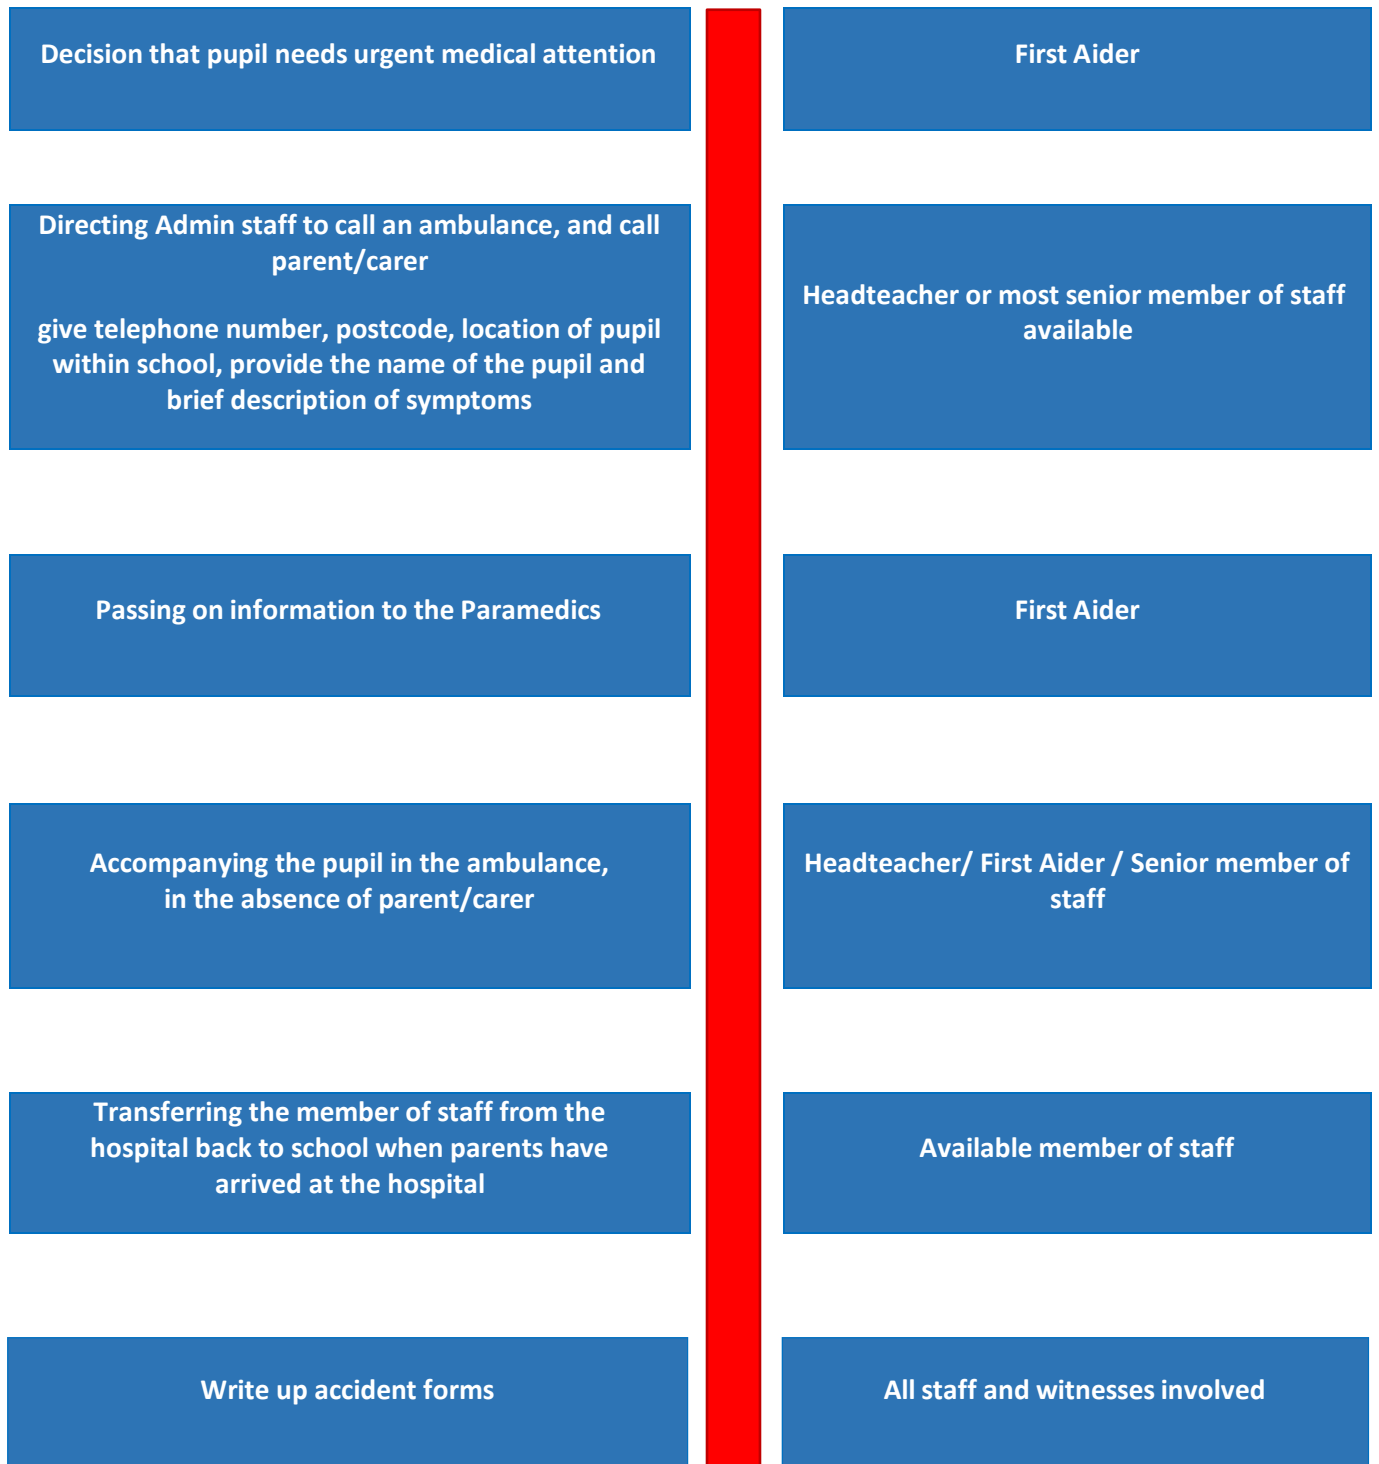 Decision that pupil needs urgent medical attention
First Aider
Directing Admin staff to call an ambulance, and call
parent/carer
give telephone number, postcode, location of pupil
within school, provide the name of the pupil and
brief description of symptoms
Headteacher or most senior member of staff
available
Passing on information to the Paramedics
First Aider
Accompanying the pupil in the ambulance,
in the absence of parent/carer
Headteacher/ First Aider / Senior member of
staff
Transferring the member of staff from the
hospital back to school when parents have
arrived at the hospital
Available member of staff
Write up accident forms
All staff and witnesses involved